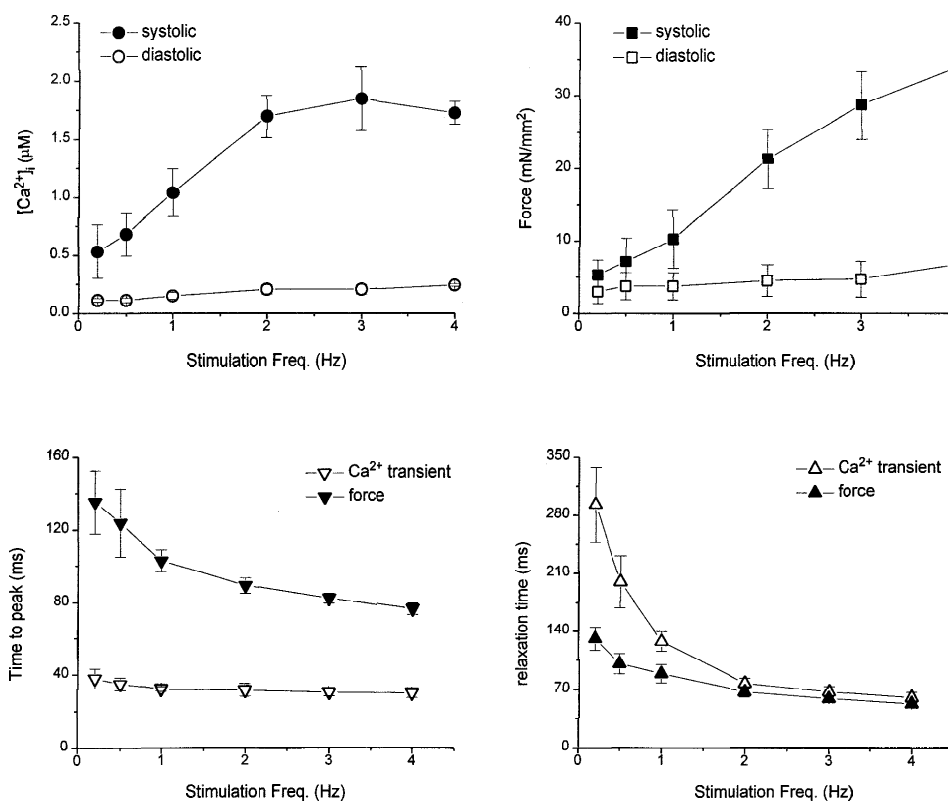 systolic
diastolic
2.5
2.0
1.5
1.0
0.5
0.0
[Ca²⁺]ᵢ (μM)
0
1
2
3
4
Stimulation Freq. (Hz)
systolic
diastolic
40
30
20
10
0
Force (mN/mm²)
0
1
2
3
Stimulation Freq. (Hz)
Ca²⁺ transient
force
160
120
80
40
0
Time to peak (ms)
0
1
2
3
4
Stimulation Freq. (Hz)
Ca²⁺ transient
force
350
280
210
140
70
0
relaxation time (ms)
0
1
2
3
4
Stimulation Freq. (Hz)